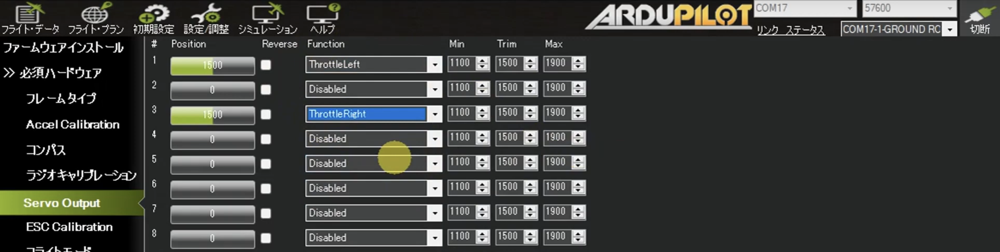 フライト・データ フライト・プラン 初期設定 設定/調整 シミュレーション ヘルプ ARDUPILOT COM17 57600
リンク ステータス COM17-1-GROUND RO 切断
ファームウェアインストール
>> 必須ハードウェア
フレームタイプ
Accel Calibration
コンパス
ラジオキャリブレーション
Servo Output
ESC Calibration
フライトモード
# Position Reverse Function Min Trim Max
1 1500 ThrottleLeft 1100 1500 1900
2 0 Disabled 1100 1500 1900
3 1500 ThrottleRight 1100 1500 1900
4 0 Disabled 1100 1500 1900
5 0 Disabled 1100 1500 1900
6 0 Disabled 1100 1500 1900
7 0 Disabled 1100 1500 1900
8 0 Disabled 1100 1500 1900